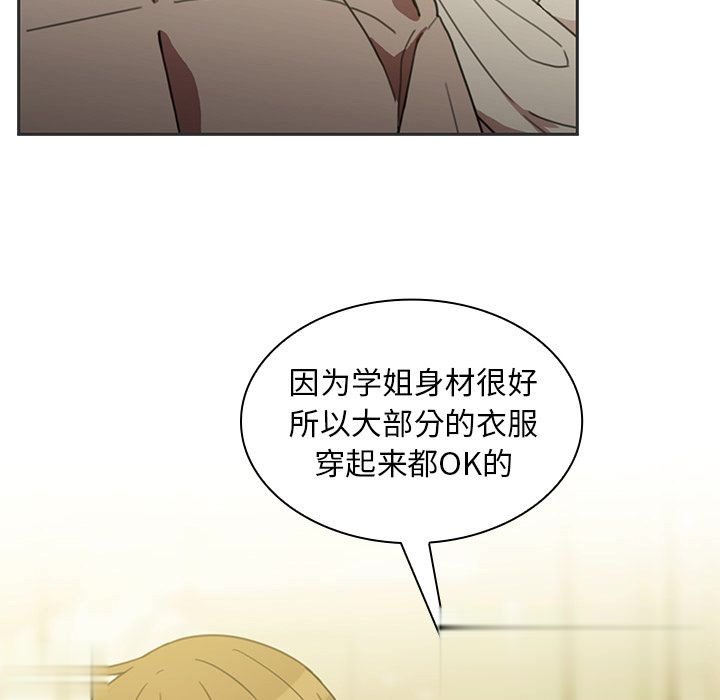 因为学姐身材很好
所以大部分的衣服
穿起来都OK的